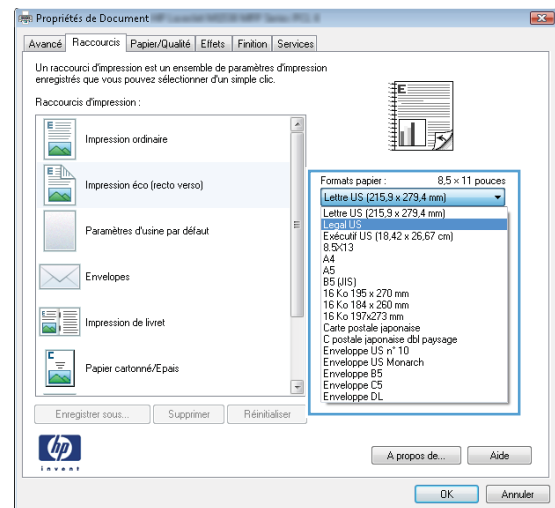 Propriétés de Document
Avancé Raccourcis Papier/Qualité Effets Finition Services
Un raccourci d'impression est un ensemble de paramètres d'impression
enregistrés que vous pouvez sélectionner d'un simple clic.
Raccourcis d'impression :
Impression ordinaire
Impression éco (recto verso)
Paramètres d'usine par défaut
Envelopes
Impression de livret
Papier cartonné/Epais
Formats papier : 8,5 × 11 pouces
Lettre US (215,9 x 279,4 mm)
Lettre US (215,9 x 279,4 mm)
Legal US
Exécutif US (18,42 x 26,67 cm)
8.5X13
A4
A5
B5 (JIS)
16 Ko 195 x 270 mm
16 Ko 184 x 260 mm
16 Ko 197x273 mm
Carte postale japonaise
C postale japonaise dbl paysage
Enveloppe US n° 10
Enveloppe US Monarch
Enveloppe B5
Enveloppe C5
Enveloppe DL
Enregistrer sous... Supprimer Réinitialiser
hp
invent
A propos de... Aide
OK Annuler